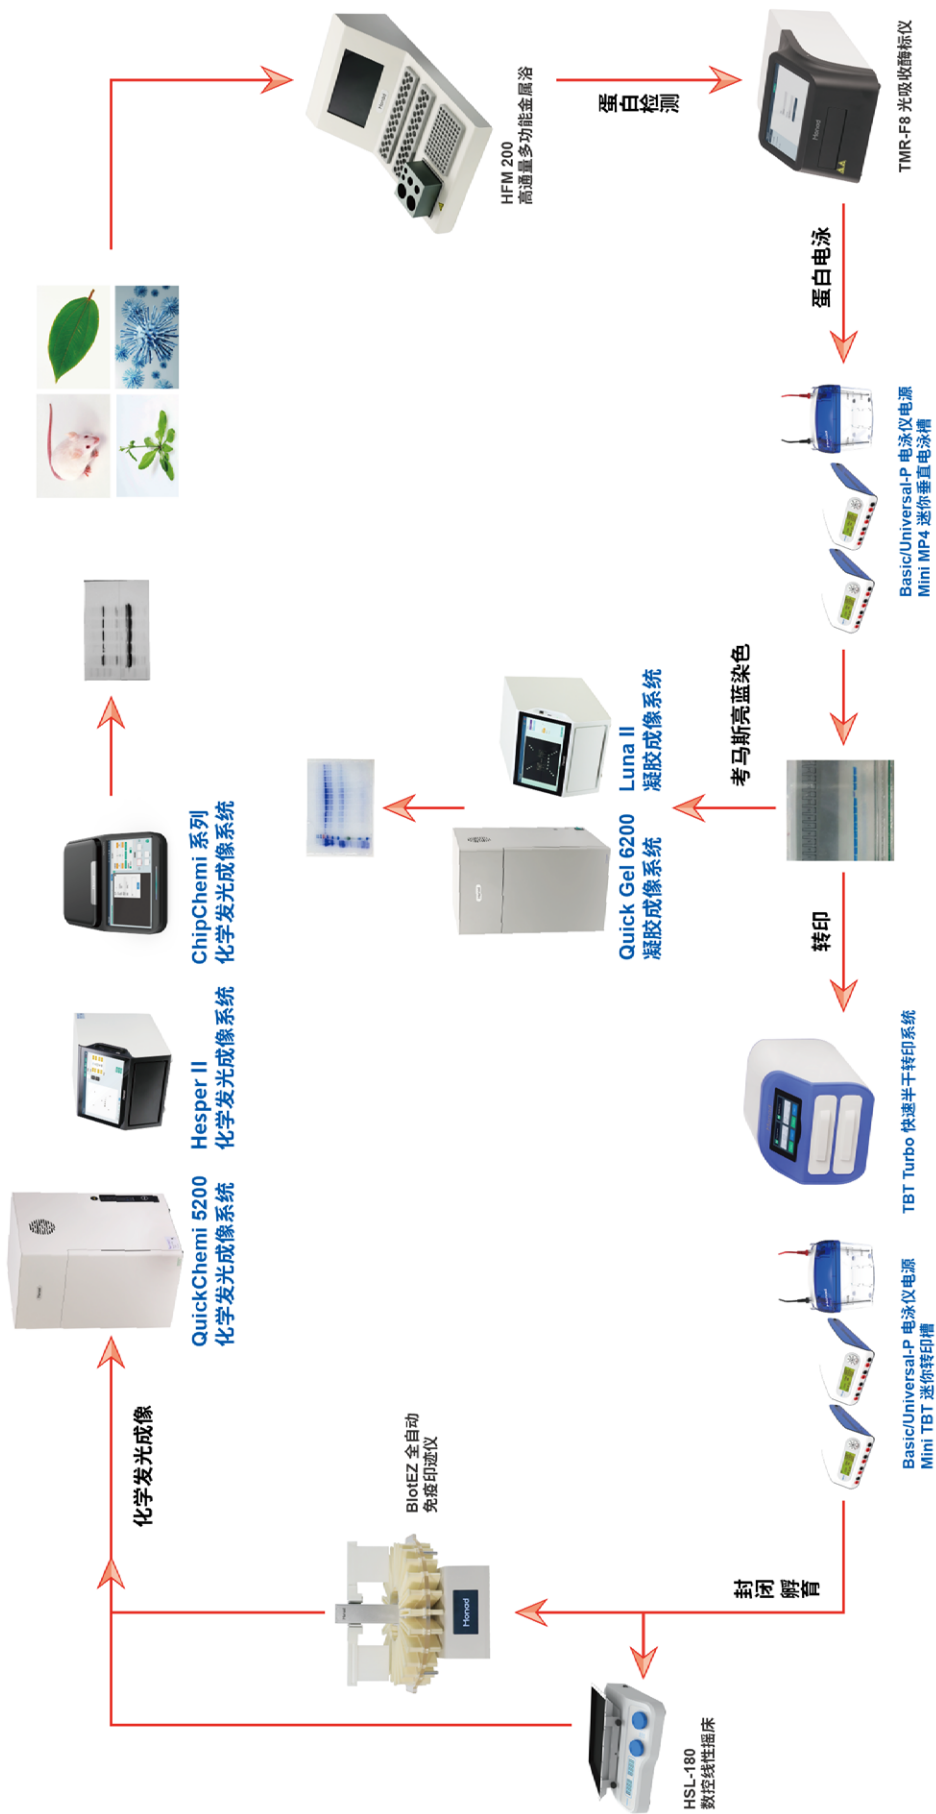 HFM 200
高通量多功能金属浴
蛋白检测
TMR-F8 光吸收酶标仪
蛋白电泳
Basic/Universal-P 电泳仪电源
Mini MP4 迷你垂直电泳槽
考马斯亮蓝染色
Luna II
凝胶成像系统
Quick Gel 6200
凝胶成像系统
转印
TBT Turbo 快速半干转印系统
Basic/Universal-P 电泳仪电源
Mini TBT 迷你转印槽
封闭 孵育
HSL-180
数控线性摇床
BlotEZ 全自动
免疫印迹仪
Monad
化学发光成像
QuickChemi 5200
化学发光成像系统
Hesper II
化学发光成像系统
ChipChemi 系列
化学发光成像系统